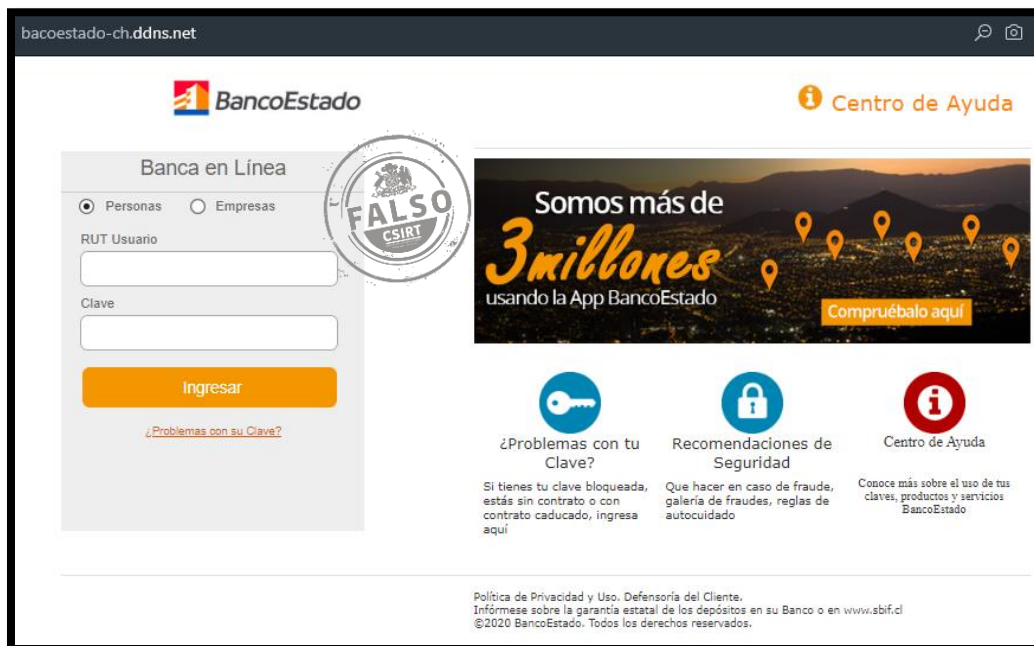 bacoestado-ch.ddns.net
BancoEstado
Centro de Ayuda
Banca en Línea
Personas
Empresas
RUT Usuario
Clave
Ingresar
¿Problemas con su Clave?
FALSO
CSIRT
Somos más de
3millones
usando la App BancoEstado
Compruébalo aquí
¿Problemas con tu
Clave?
Si tienes tu clave bloqueada,
estás sin contrato o con
contrato caducado, ingresa
aquí
Recomendaciones de
Seguridad
Que hacer en caso de fraude,
galería de fraudes, reglas de
autocuidado
Centro de Ayuda
Conoce más sobre el uso de tus
claves, productos y servicios
BancoEstado
Política de Privacidad y Uso. Defensoría del Cliente.
Infórmese sobre la garantía estatal de los depósitos en su Banco o en www.sbif.cl
©2020 BancoEstado. Todos los derechos reservados.